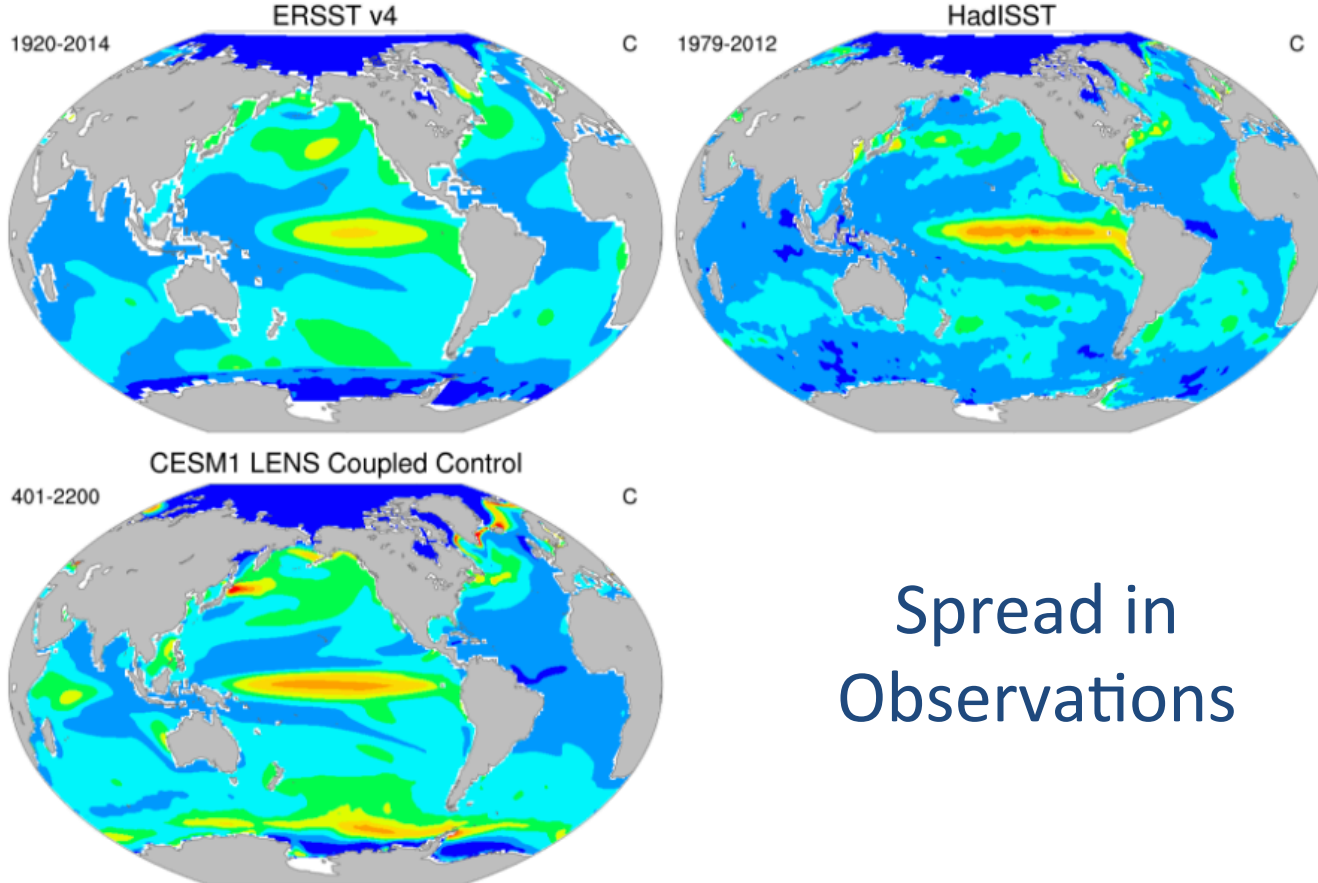 ERSST v4
1920-2014
C
HadISST
1979-2012
C
CESM1 LENS Coupled Control
401-2200
C
Spread in
Observations